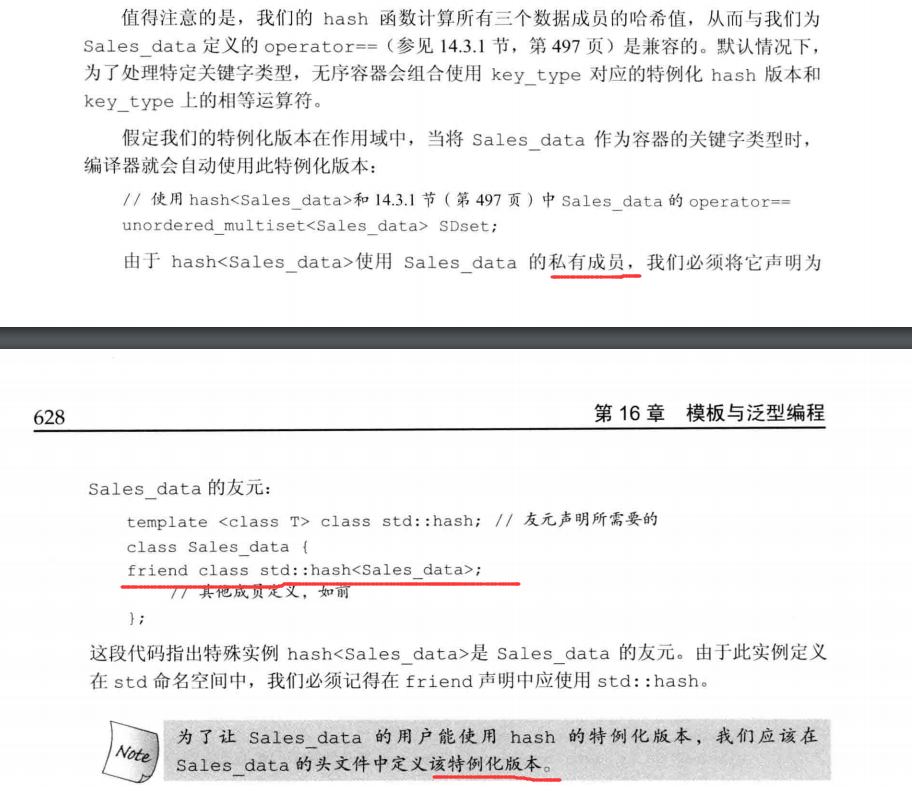 值得注意的是，我们的 hash 函数计算所有三个数据成员的哈希值，从而与我们为
Sales_data 定义的 operator==（参见 14.3.1 节，第 497 页）是兼容的。默认情况下，
为了处理特定关键字类型，无序容器会组合使用 key_type 对应的特例化 hash 版本和
key_type 上的相等运算符。
假定我们的特例化版本在作用域中，当将 Sales_data 作为容器的关键字类型时，
编译器就会自动使用此特例化版本：
// 使用 hash<Sales_data>和 14.3.1 节（第 497 页）中 Sales_data 的 operator==
unordered_multiset<Sales_data> SDset;
由于 hash<Sales_data>使用 Sales_data 的私有成员，我们必须将它声明为
628
第 16 章 模板与泛型编程
Sales_data 的友元：
template <class T> class std::hash; // 友元声明所需要的
class Sales_data {
friend class std::hash<Sales_data>;
// 其他成员定义，如前
};
这段代码指出特殊实例 hash<Sales_data>是 Sales_data 的友元。由于此实例定义
在 std 命名空间中，我们必须记得在 friend 声明中应使用 std::hash。
Note
为了让 Sales_data 的用户能使用 hash 的特例化版本，我们应该在
Sales_data 的头文件中定义该特例化版本。